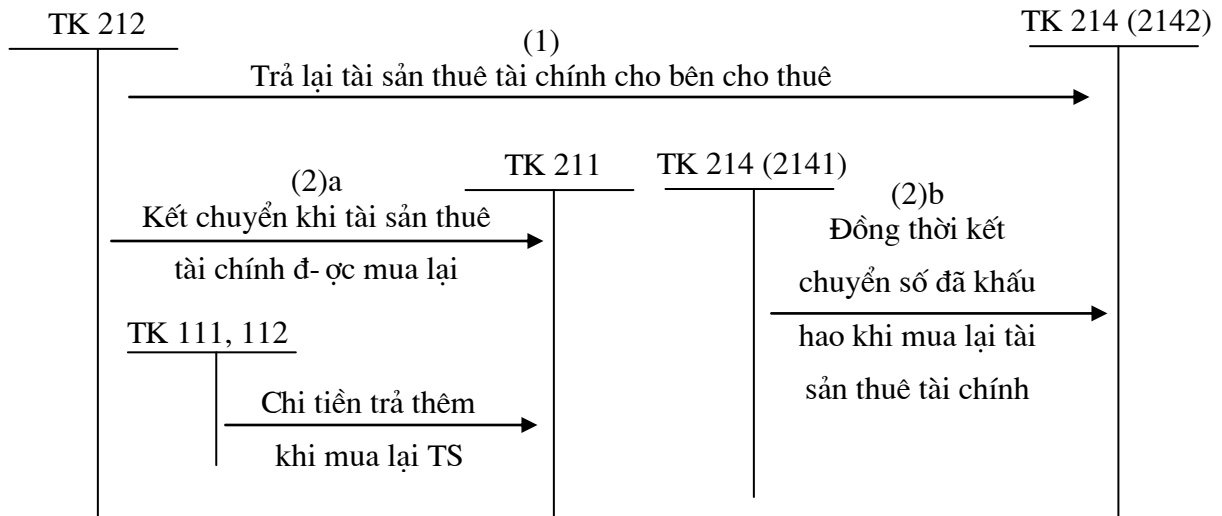 TK 212
TK 214 (2142)
(1)
Trả lại tài sản thuê tài chính cho bên cho thuê
TK 211
TK 214 (2141)
(2)a
Kết chuyển khi tài sản thuê
tài chính đ- ợc mua lại
(2)b
Đồng thời kết
chuyển số đã khấu
hao khi mua lại tài
sản thuê tài chính
TK 111, 112
Chi tiền trả thêm
khi mua lại TS